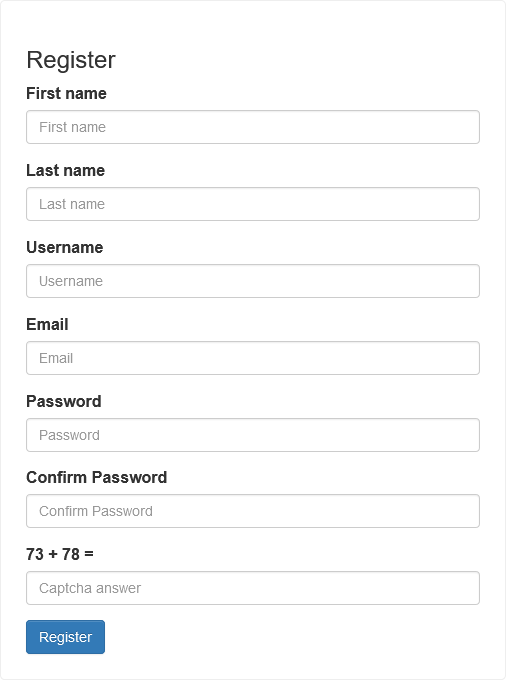 Register
First name
First name
Last name
Last name
Username
Username
Email
Email
Password
Password
Confirm Password
Confirm Password
73 + 78 =
Captcha answer
Register